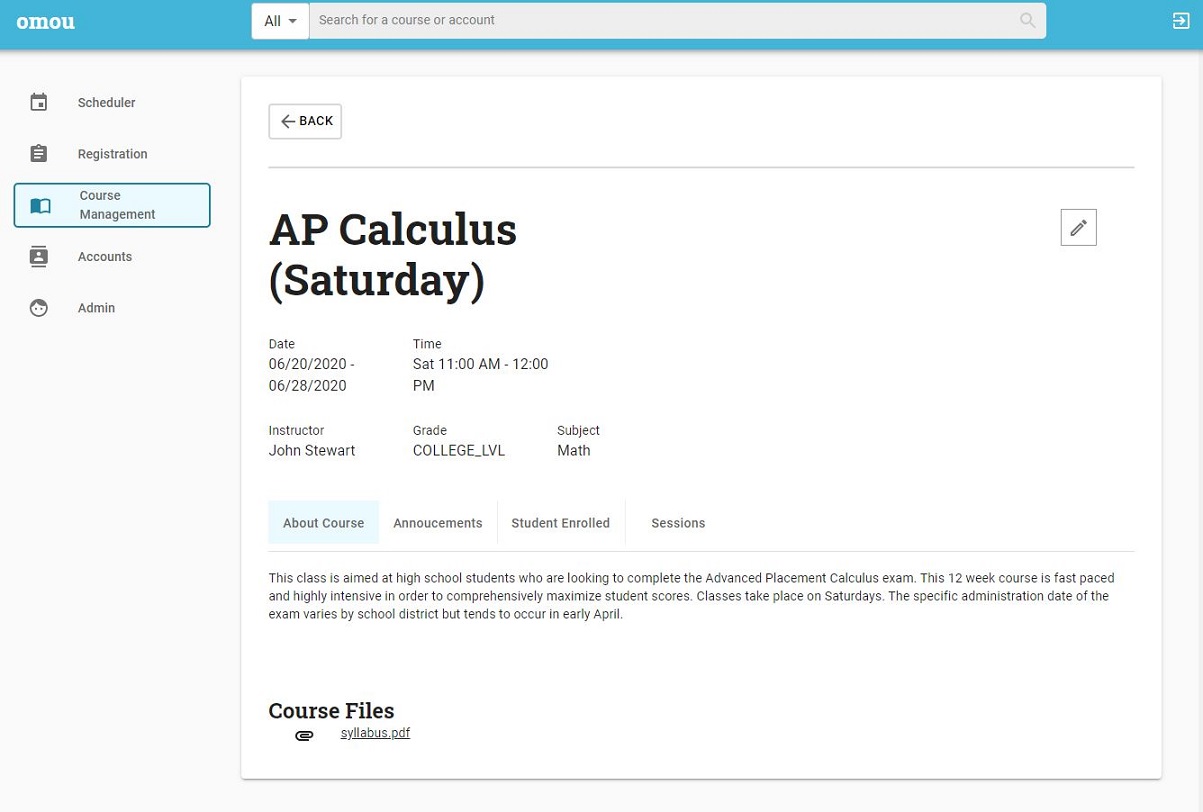 omou
All
Search for a course or account
Scheduler
Registration
Course
Management
Accounts
Admin
BACK
AP Calculus
(Saturday)
Date
Time
06/20/2020 -
06/28/2020
Sat 11:00 AM - 12:00
PM
Instructor
Grade
Subject
John Stewart
COLLEGE_LVL
Math
About Course
Annoucements
Student Enrolled
Sessions
This class is aimed at high school students who are looking to complete the Advanced Placement Calculus exam. This 12 week course is fast paced
and highly intensive in order to comprehensively maximize student scores. Classes take place on Saturdays. The specific administration date of the
exam varies by school district but tends to occur in early April.
Course Files
syllabus.pdf